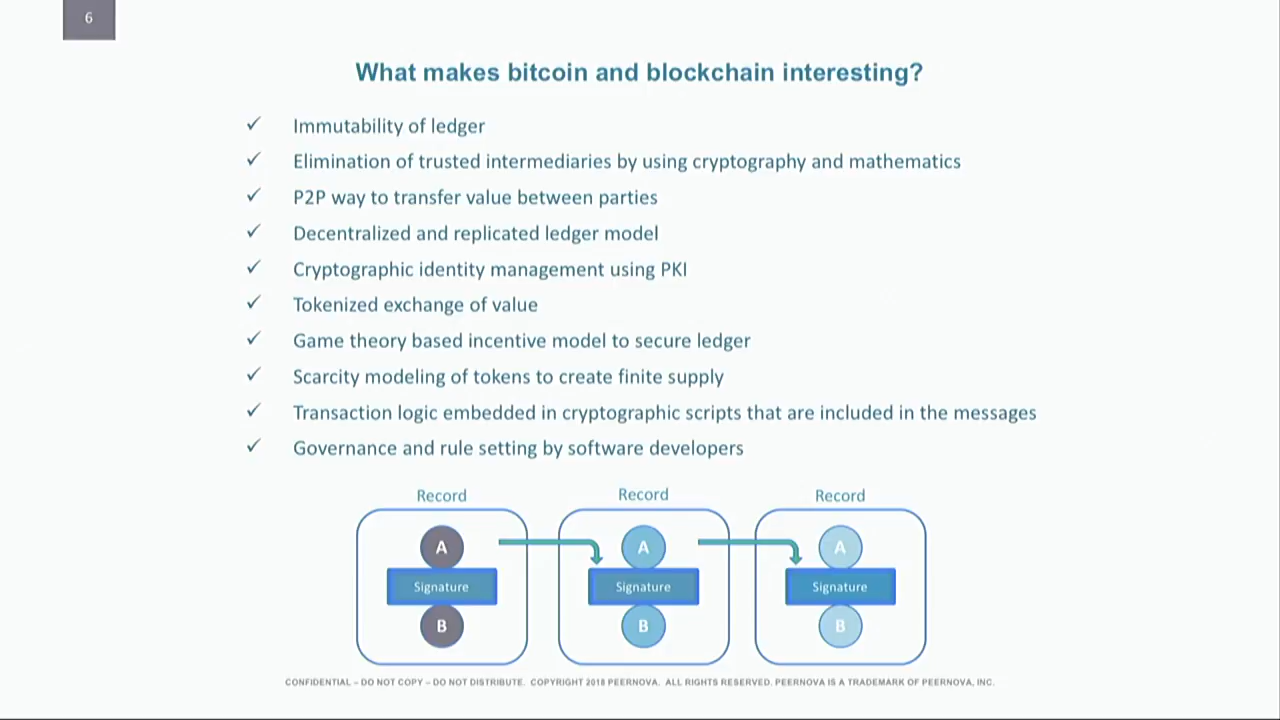 6
What makes bitcoin and blockchain interesting?
✓ Immutability of ledger
✓ Elimination of trusted intermediaries by using cryptography and mathematics
✓ P2P way to transfer value between parties
✓ Decentralized and replicated ledger model
✓ Cryptographic identity management using PKI
✓ Tokenized exchange of value
✓ Game theory based incentive model to secure ledger
✓ Scarcity modeling of tokens to create finite supply
✓ Transaction logic embedded in cryptographic scripts that are included in the messages
✓ Governance and rule setting by software developers
Record Record Record
A A A
Signature Signature Signature
B B B
CONFIDENTIAL – DO NOT COPY – DO NOT DISTRIBUTE. COPYRIGHT 2018 PEERNOVA. ALL RIGHTS RESERVED. PEERNOVA IS A TRADEMARK OF PEERNOVA, INC.